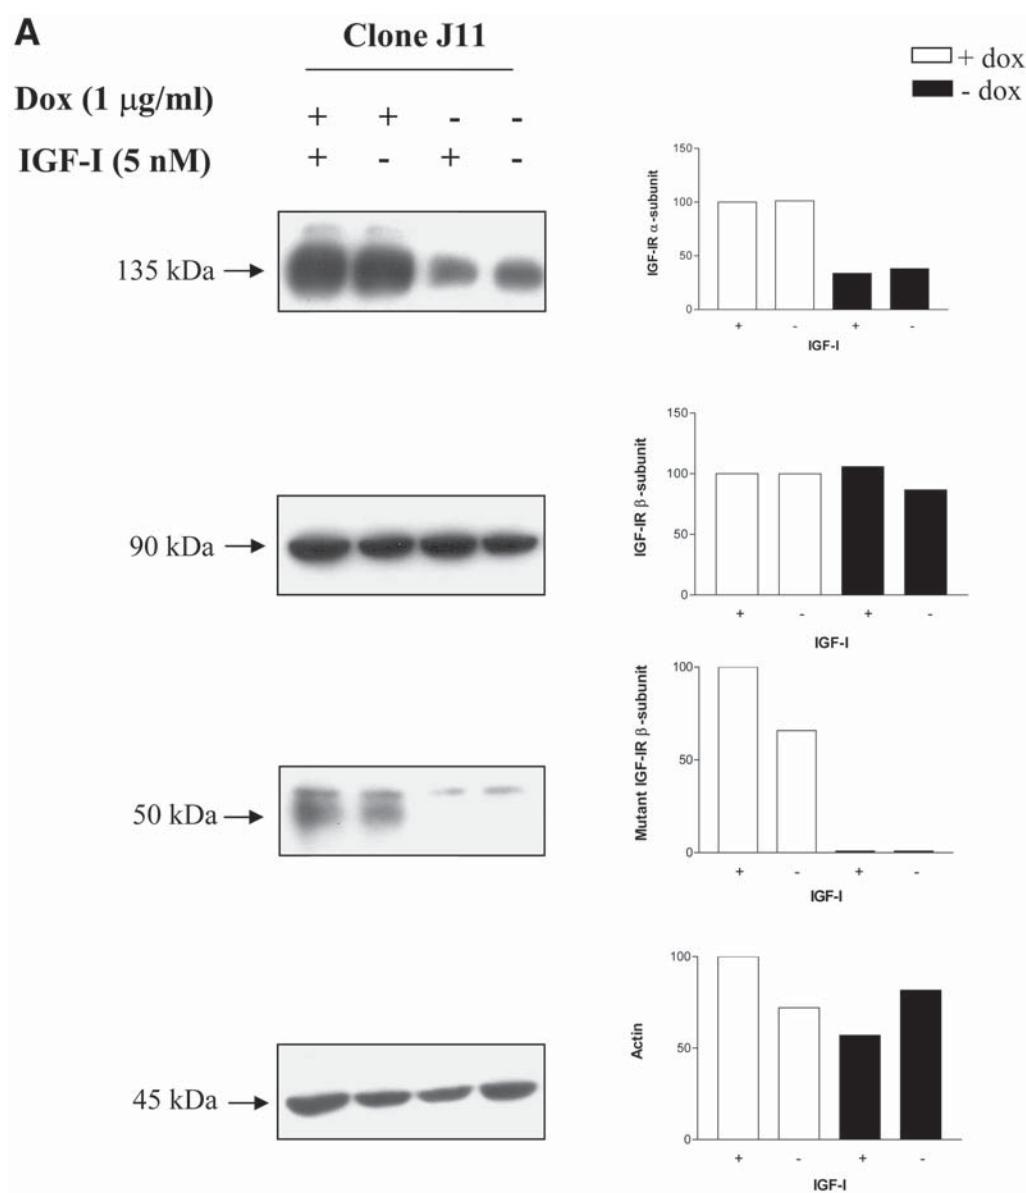 A
Clone J11
+ dox
- dox
Dox (1 μg/ml) + + - -
IGF-I (5 nM) + - + -
135 kDa
IGF-IR α-subunit
150
100
50
0
+ - + -
IGF-I
90 kDa
IGF-IR β-subunit
150
100
50
0
+ - + -
IGF-I
50 kDa
Mutant IGF-IR β-subunit
100
50
0
+ - + -
IGF-I
45 kDa
Actin
100
50
0
+ - + -
IGF-I